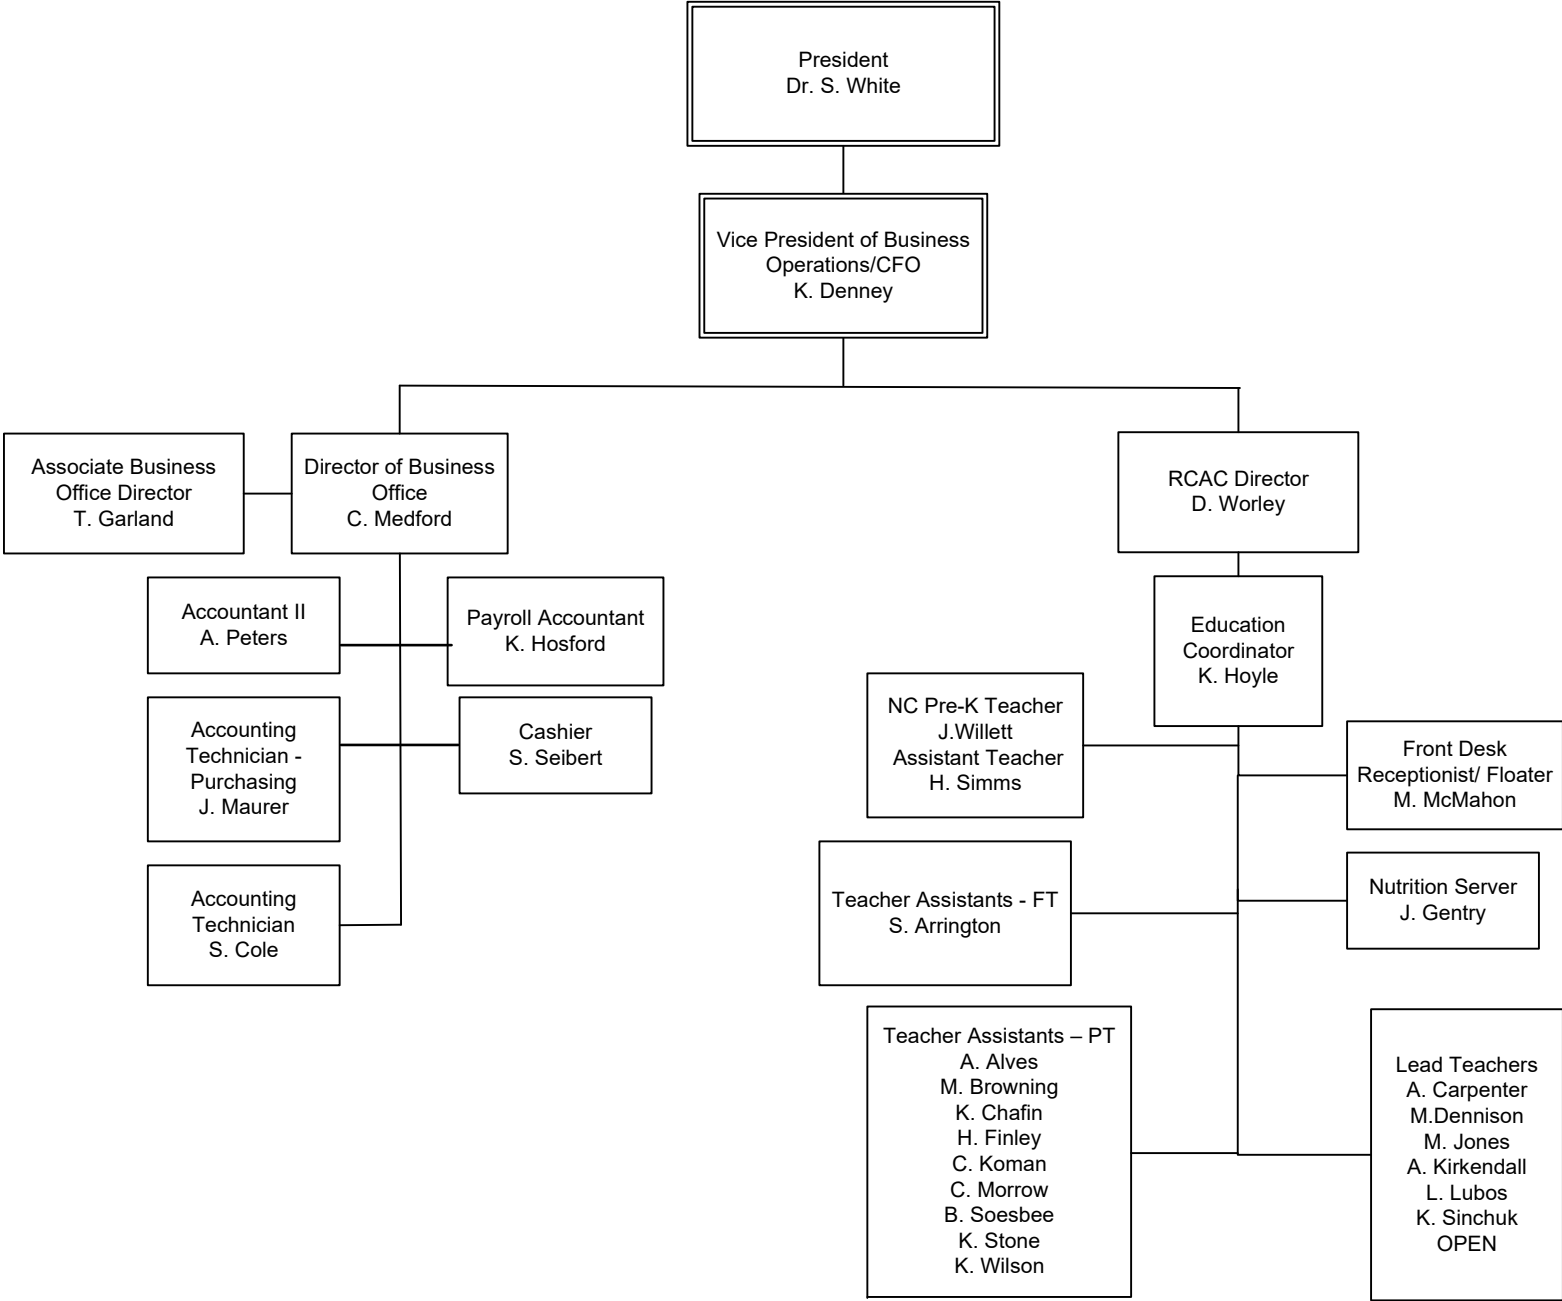 President
Dr. S. White
Vice President of Business
Operations/CFO
K. Denney
Associate Business
Office Director
T. Garland
Director of Business
Office
C. Medford
RCAC Director
D. Worley
Accountant II
A. Peters
Payroll Accountant
K. Hosford
Education
Coordinator
K. Hoyle
Accounting
Technician -
Purchasing
J. Maurer
Cashier
S. Seibert
NC Pre-K Teacher
J.Willett
Assistant Teacher
H. Simms
Front Desk
Receptionist/ Floater
M. McMahon
Accounting
Technician
S. Cole
Teacher Assistants - FT
S. Arrington
Nutrition Server
J. Gentry
Teacher Assistants – PT
A. Alves
M. Browning
K. Chafin
H. Finley
C. Koman
C. Morrow
B. Soesbee
K. Stone
K. Wilson
Lead Teachers
A. Carpenter
M.Dennison
M. Jones
A. Kirkendall
L. Lubos
K. Sinchuk
OPEN